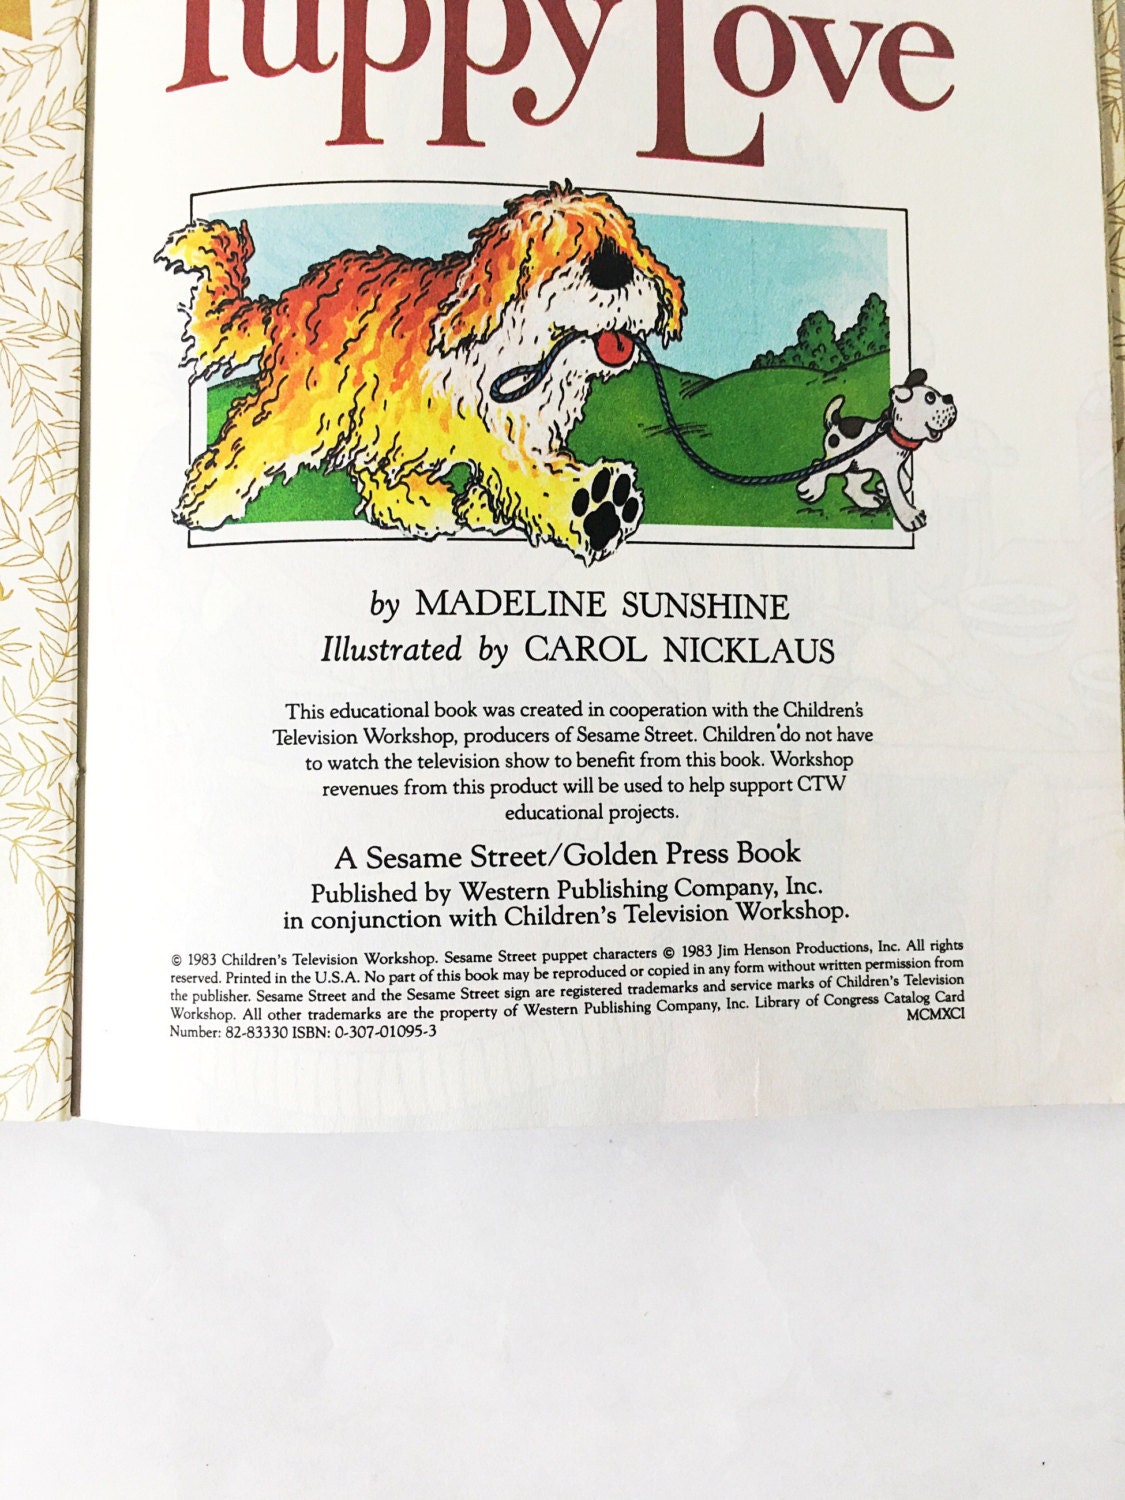 Puppy Love
by MADELINE SUNSHINE
Illustrated by CAROL NICKLAUS
This educational book was created in cooperation with the Children's
Television Workshop, producers of Sesame Street. Children do not have
to watch the television show to benefit from this book. Workshop
revenues from this product will be used to help support CTW
educational projects.
A Sesame Street/Golden Press Book
Published by Western Publishing Company, Inc.
in conjunction with Children's Television Workshop.
© 1983 Children's Television Workshop. Sesame Street puppet characters © 1983 Jim Henson Productions, Inc. All rights
reserved. Printed in the U.S.A. No part of this book may be reproduced or copied in any form without written permission from
the publisher. Sesame Street and the Sesame Street sign are registered trademarks and service marks of Children's Television
Workshop. All other trademarks are the property of Western Publishing Company, Inc. Library of Congress Catalog Card
Number: 82-83330 ISBN: 0-307-01095-3
MCMXCI